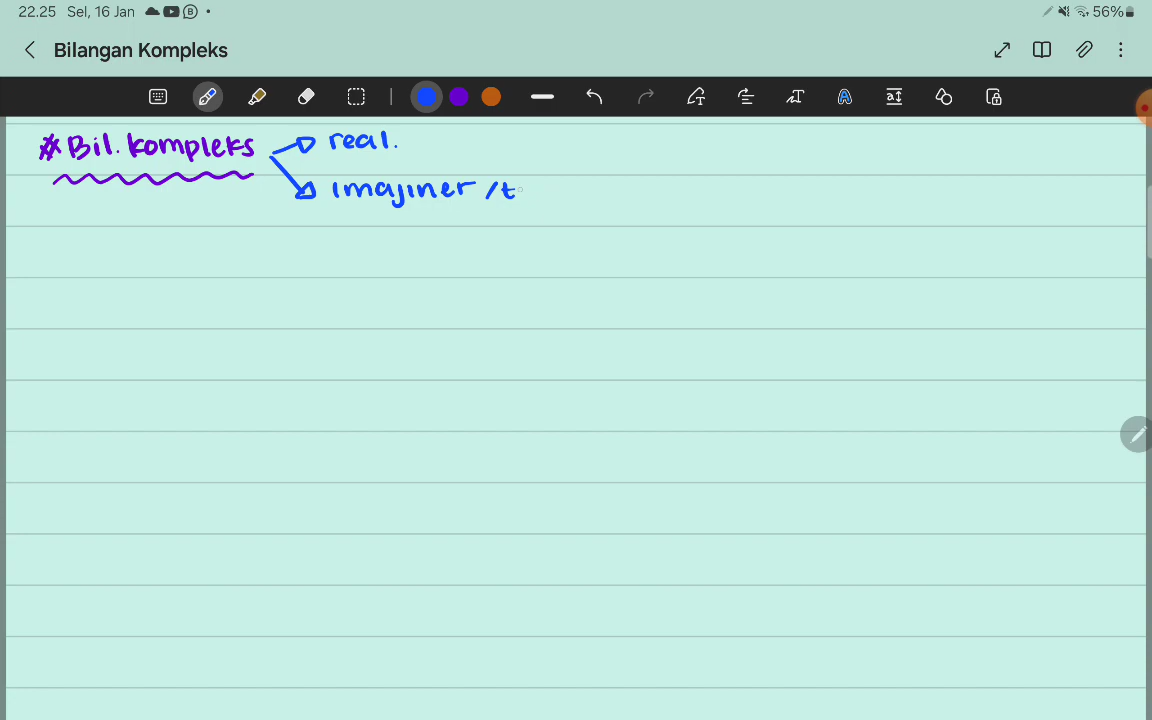 22.25 Sel, 16 Jan 56%
Bilangan Kompleks
# Bil. kompleks
real.
imajiner /t